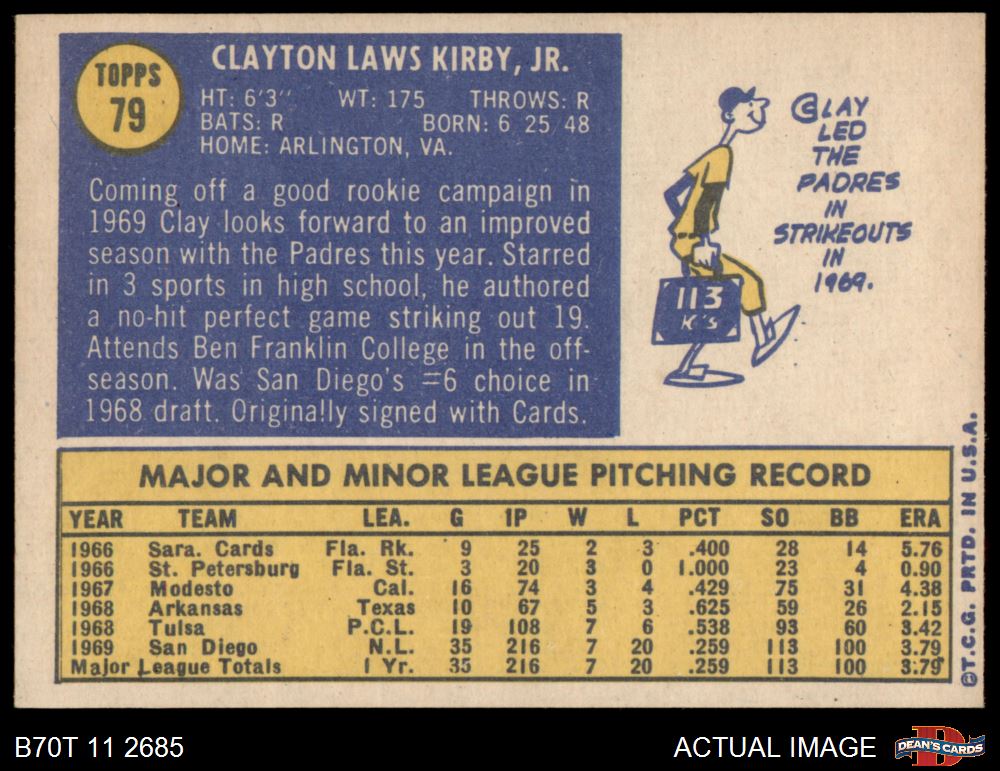 TOPPS
79
CLAYTON LAWS KIRBY, JR.
HT: 6'3" WT: 175 THROWS: R
BATS: R BORN: 6 25 48
HOME: ARLINGTON, VA.
Coming off a good rookie campaign in
1969 Clay looks forward to an improved
season with the Padres this year. Starred
in 3 sports in high school, he authored
a no-hit perfect game striking out 19.
Attends Ben Franklin College in the off-
season. Was San Diego's =6 choice in
1968 draft. Originally signed with Cards.
CLAY
LED
THE
PADRES
IN
STRIKEOUTS
IN
1969.
113
K's
MAJOR AND MINOR LEAGUE PITCHING RECORD
YEAR TEAM LEA. G IP W L PCT SO BB ERA
1966 Sara. Cards Fla. Rk. 9 25 2 3 .400 28 14 5.76
1966 St. Petersburg Fla. St. 3 20 3 0 1.000 23 4 0.90
1967 Modesto Cal. 16 74 3 4 .429 75 31 4.38
1968 Arkansas Texas 10 67 5 3 .625 59 26 2.15
1968 Tulsa P.C.L. 19 108 7 6 .538 93 60 3.42
1969 San Diego N.L. 35 216 7 20 .259 113 100 3.79
Major League Totals 1 Yr. 35 216 7 20 .259 113 100 3.79
©T.C.G. PRTD. IN U.S.A.
B70T 11 2685
ACTUAL IMAGE
D
DEAN'S CARDS